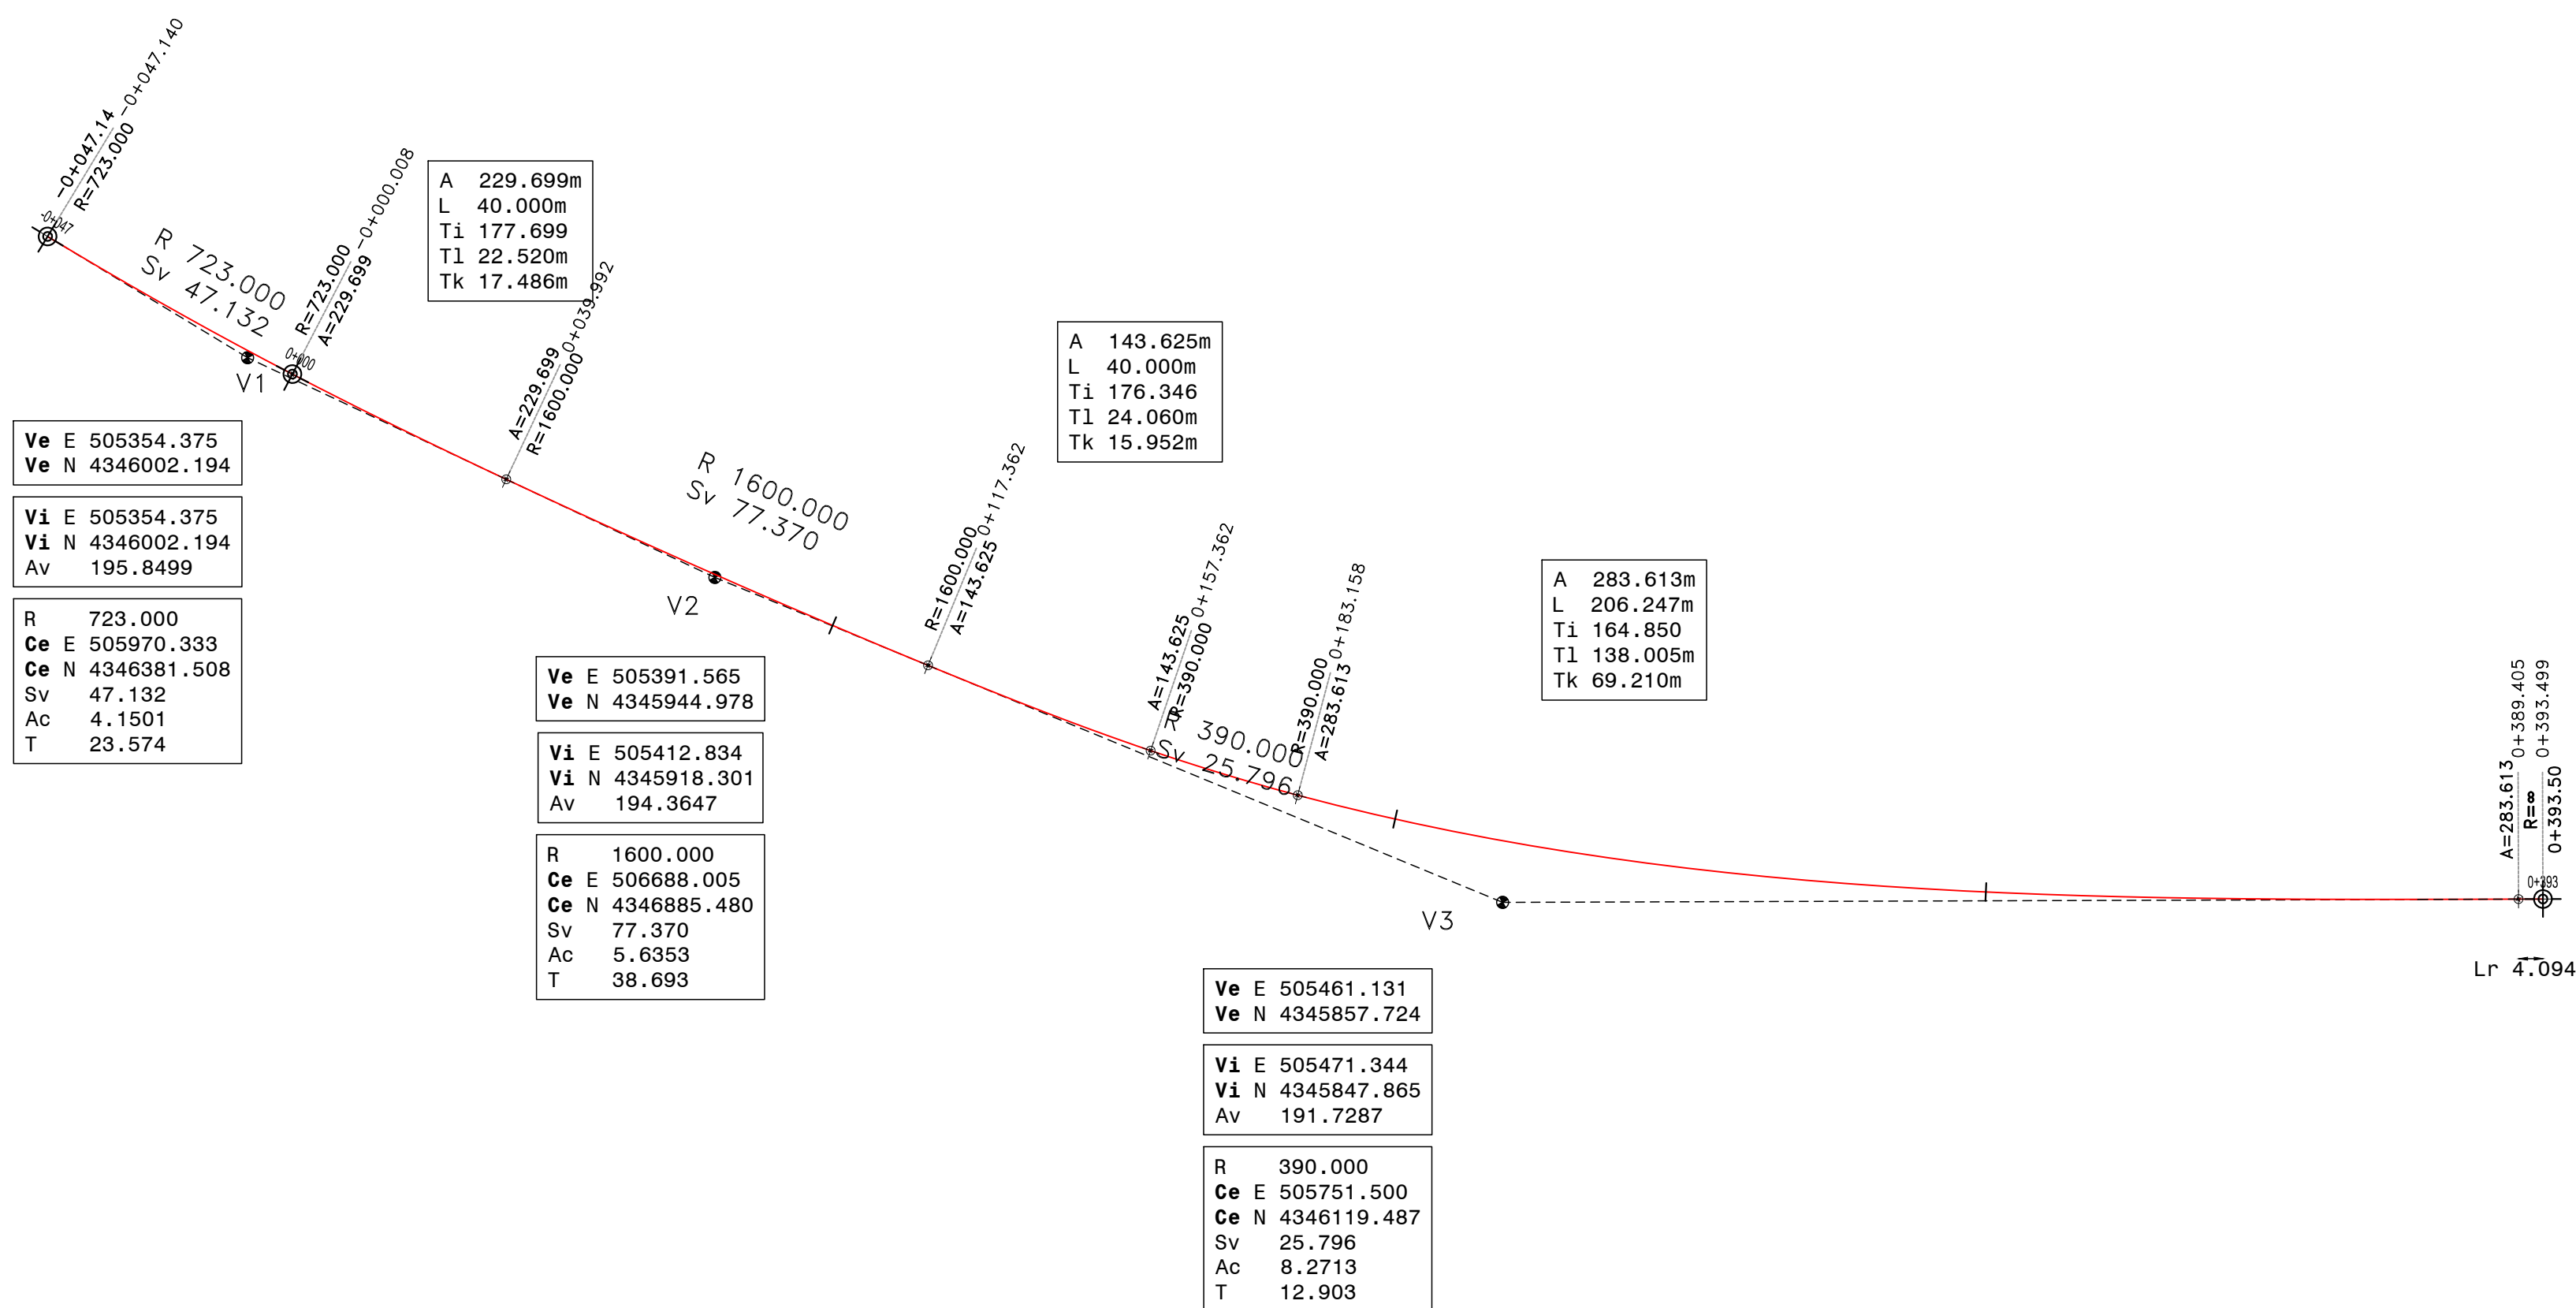 -0+047.14
-0+047.140
R=723.000
-0+047
R 723.000
Sv 47.132
V1
R=723.000
-0+000.008
A=229.699
0+000
A 229.699m
L 40.000m
Ti 177.699
Tl 22.520m
Tk 17.486m
A=229.699
0+039.992
R=1600.000
Ve E 505354.375
Ve N 4346002.194
Vi E 505354.375
Vi N 4346002.194
Av 195.8499
R 723.000
Ce E 505970.333
Ce N 4346381.508
Sv 47.132
Ac 4.1501
T 23.574
R 1600.000
Sv 77.370
V2
Ve E 505391.565
Ve N 4345944.978
Vi E 505412.834
Vi N 4345918.301
Av 194.3647
R 1600.000
Ce E 506688.005
Ce N 4346885.480
Sv 77.370
Ac 5.6353
T 38.693
R=1600.000
0+117.362
A=143.625
A 143.625m
L 40.000m
Ti 176.346
Tl 24.060m
Tk 15.952m
A=143.625
0+157.362
R=390.000
R 390.000
Sv 25.796
R=390.000
0+183.158
A=283.613
V3
Ve E 505461.131
Ve N 4345857.724
Vi E 505471.344
Vi N 4345847.865
Av 191.7287
R 390.000
Ce E 505751.500
Ce N 4346119.487
Sv 25.796
Ac 8.2713
T 12.903
A 283.613m
L 206.247m
Ti 164.850
Tl 138.005m
Tk 69.210m
A=283.613
0+389.405
R=∞
0+393.499
0+393.50
0+393
Lr 4.094